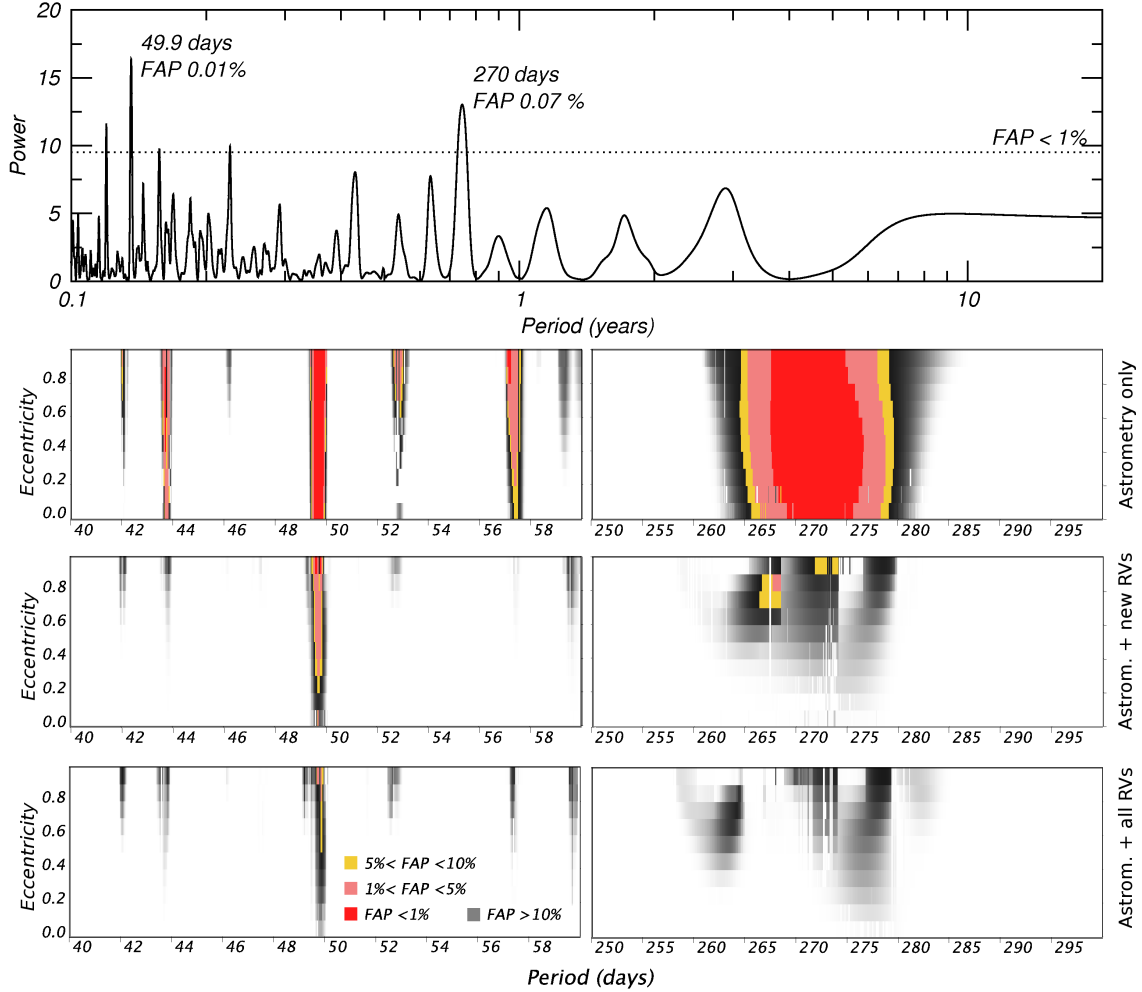 20
15
10
5
0
Power
49.9 days
FAP 0.01%
270 days
FAP 0.07 %
FAP < 1%
0.1 1 10
Period (years)
0.8
0.6
0.4
0.2
0.0
Eccentricity
40 42 44 46 48 50 52 54 56 58
250 255 260 265 270 275 280 285 290 295
Astrometry only
0.8
0.6
0.4
0.2
0.0
Eccentricity
40 42 44 46 48 50 52 54 56 58
250 255 260 265 270 275 280 285 290 295
Astrom. + new RVs
0.8
0.6
0.4
0.2
0.0
Eccentricity
5%< FAP <10%
1%< FAP <5%
FAP <1% FAP >10%
40 42 44 46 48 50 52 54 56 58
250 255 260 265 270 275 280 285 290 295
Astrom. + all RVs
Period (days)